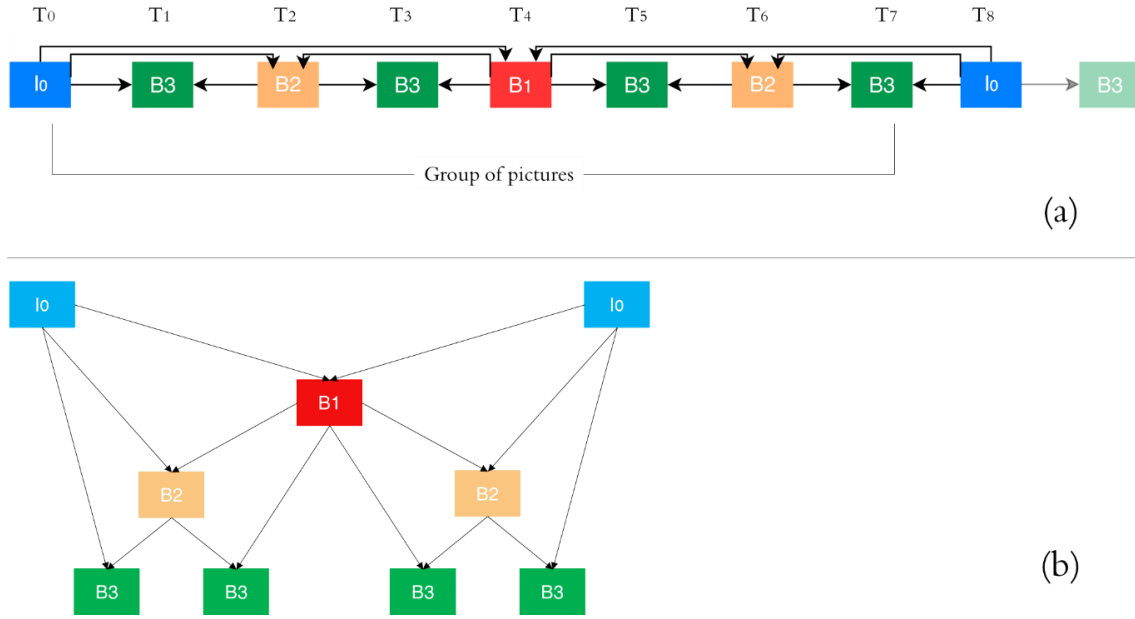 T0 T1 T2 T3 T4 T5 T6 T7 T8
I0 B3 B2 B3 B1 B3 B2 B3 I0 B3
Group of pictures
(a)
I0 I0
B1
B2 B2
(b)
B3 B3 B3 B3